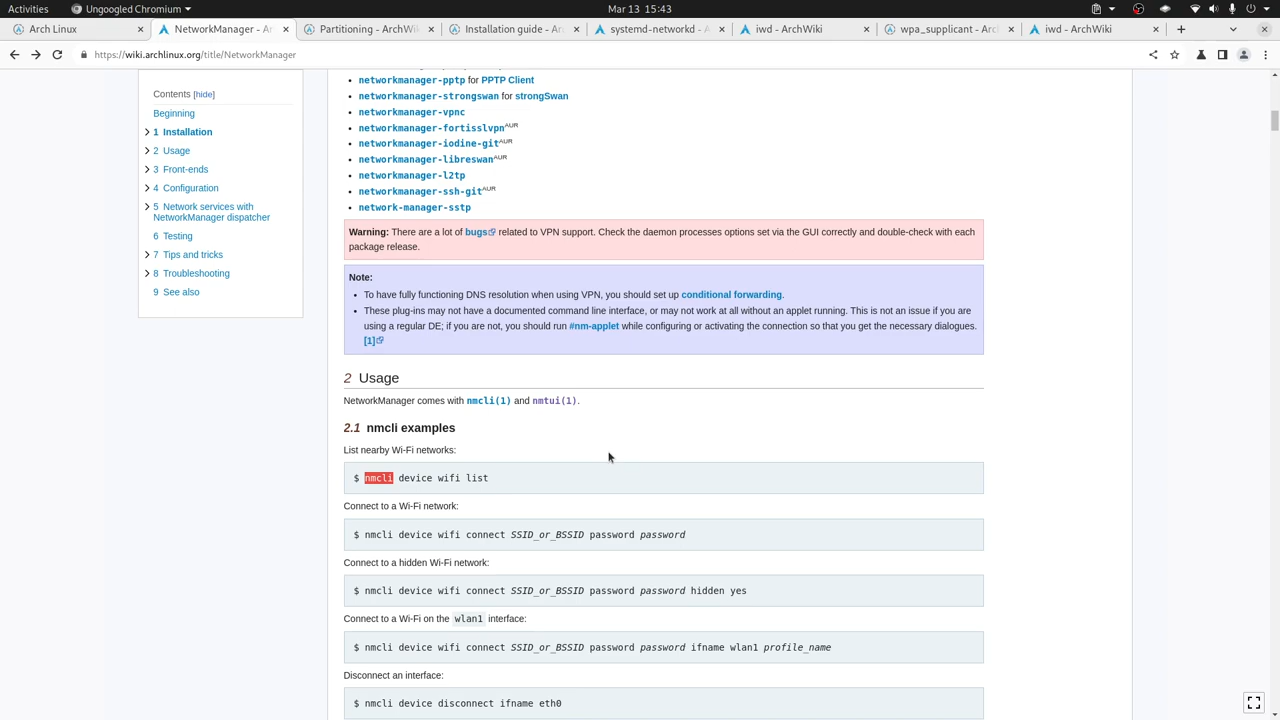 Activities
Ungoogled Chromium
Mar 13 15:43
Arch Linux
NetworkManager - Ar
Partitioning - ArchWiki
Installation guide - Arc
systemd-networkd - A
iwd - ArchWiki
wpa_supplicant - Arch
iwd - ArchWiki
https://wiki.archlinux.org/title/NetworkManager
Contents [hide]
Beginning
1 Installation
2 Usage
3 Front-ends
4 Configuration
5 Network services with
NetworkManager dispatcher
6 Testing
7 Tips and tricks
8 Troubleshooting
9 See also
networkmanager-pptp for PPTP Client
networkmanager-strongswan for strongSwan
networkmanager-vpnc
networkmanager-fortisslvpnAUR
networkmanager-iodine-gitAUR
networkmanager-libreswanAUR
networkmanager-l2tp
networkmanager-ssh-gitAUR
network-manager-sstp
Warning: There are a lot of bugs related to VPN support. Check the daemon processes options set via the GUI correctly and double-check with each
package release.
Note:
To have fully functioning DNS resolution when using VPN, you should set up conditional forwarding.
These plug-ins may not have a documented command line interface, or may not work at all without an applet running. This is not an issue if you are
using a regular DE; if you are not, you should run #nm-applet while configuring or activating the connection so that you get the necessary dialogues.
[1]
2 Usage
NetworkManager comes with nmcli(1) and nmtui(1).
2.1 nmcli examples
List nearby Wi-Fi networks:
$ nmcli device wifi list
Connect to a Wi-Fi network:
$ nmcli device wifi connect SSID_or_BSSID password password
Connect to a hidden Wi-Fi network:
$ nmcli device wifi connect SSID_or_BSSID password password hidden yes
Connect to a Wi-Fi on the wlan1 interface:
$ nmcli device wifi connect SSID_or_BSSID password password ifname wlan1 profile_name
Disconnect an interface:
$ nmcli device disconnect ifname eth0